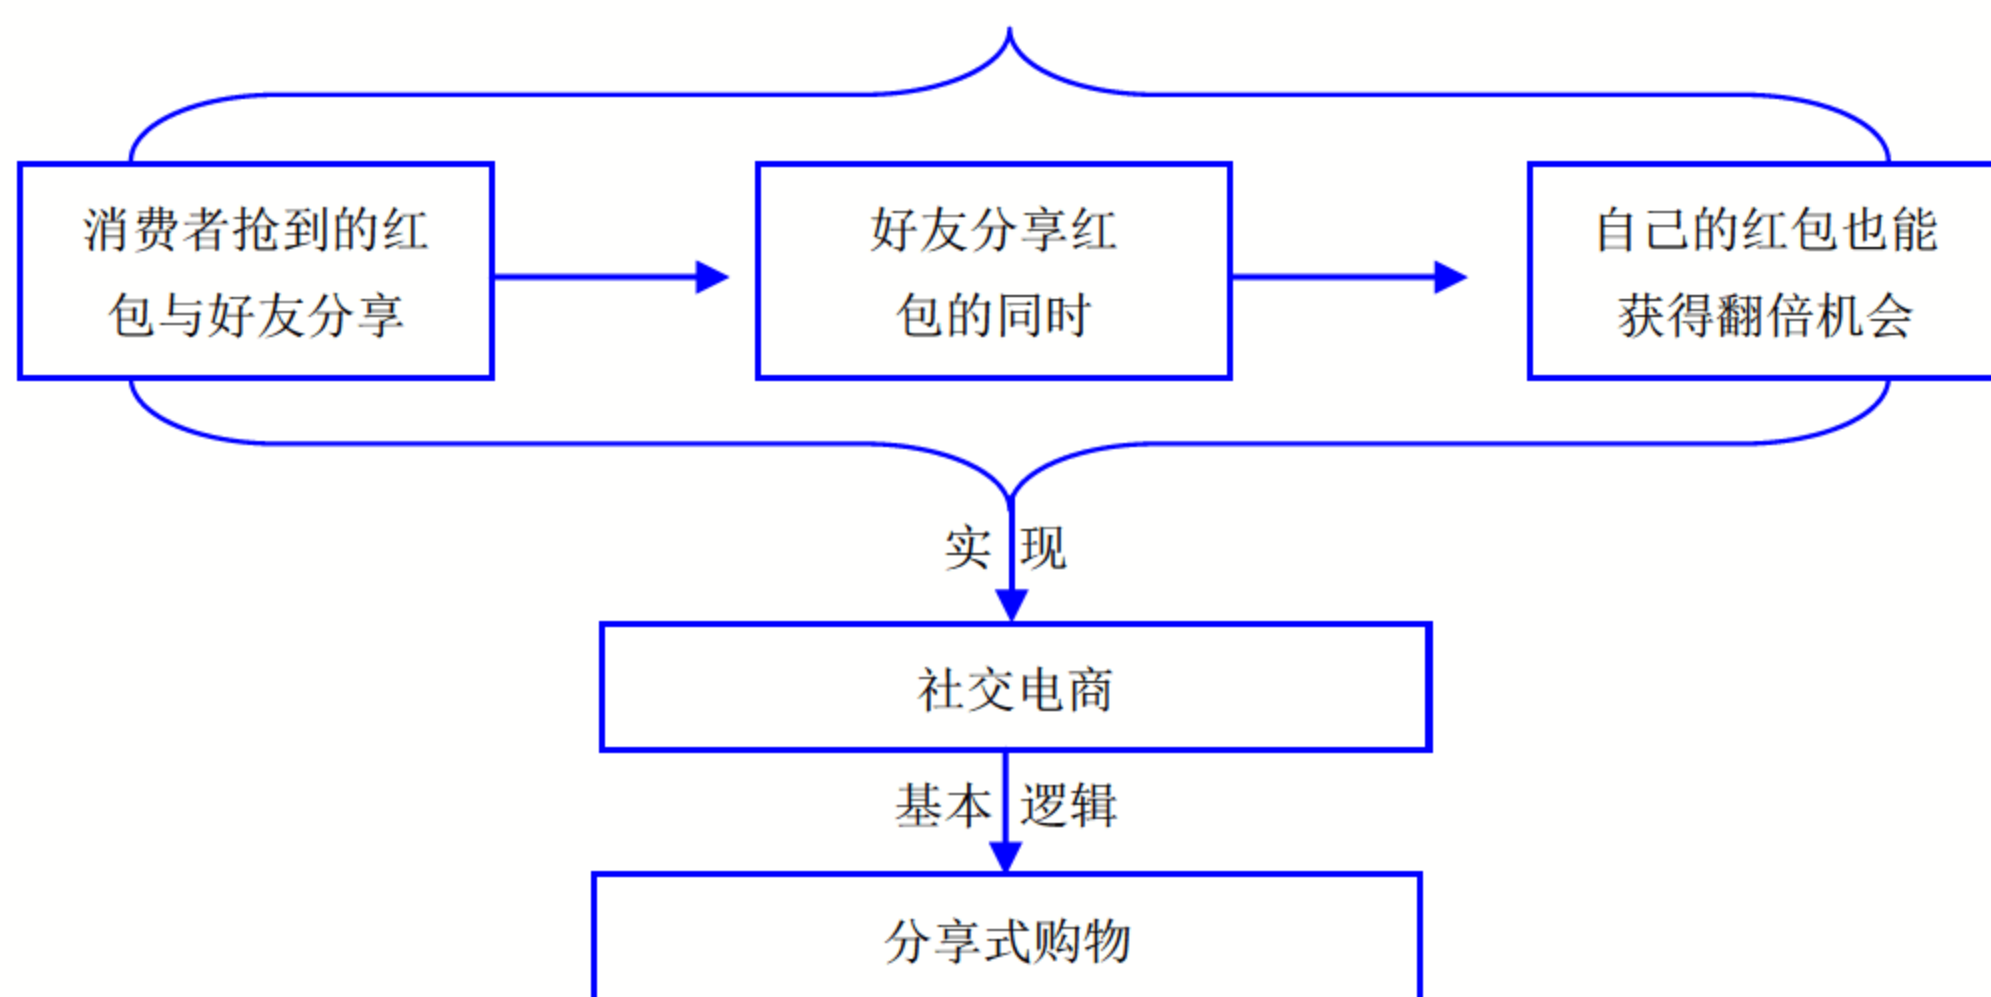 消费者抢到的红
包与好友分享
好友分享红
包的同时
自己的红包也能
获得翻倍机会
实 现
社交电商
基本 逻辑
分享式购物